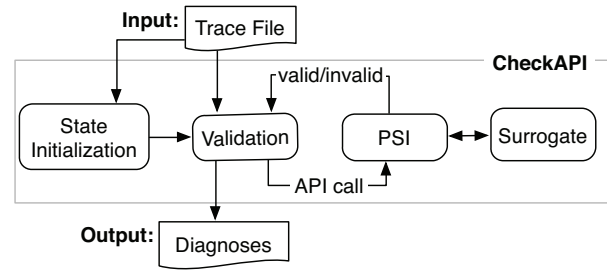 Input:
Trace File
CheckAPI
valid/invalid
State
Initialization
Validation
PSI
Surrogate
API call
Output:
Diagnoses